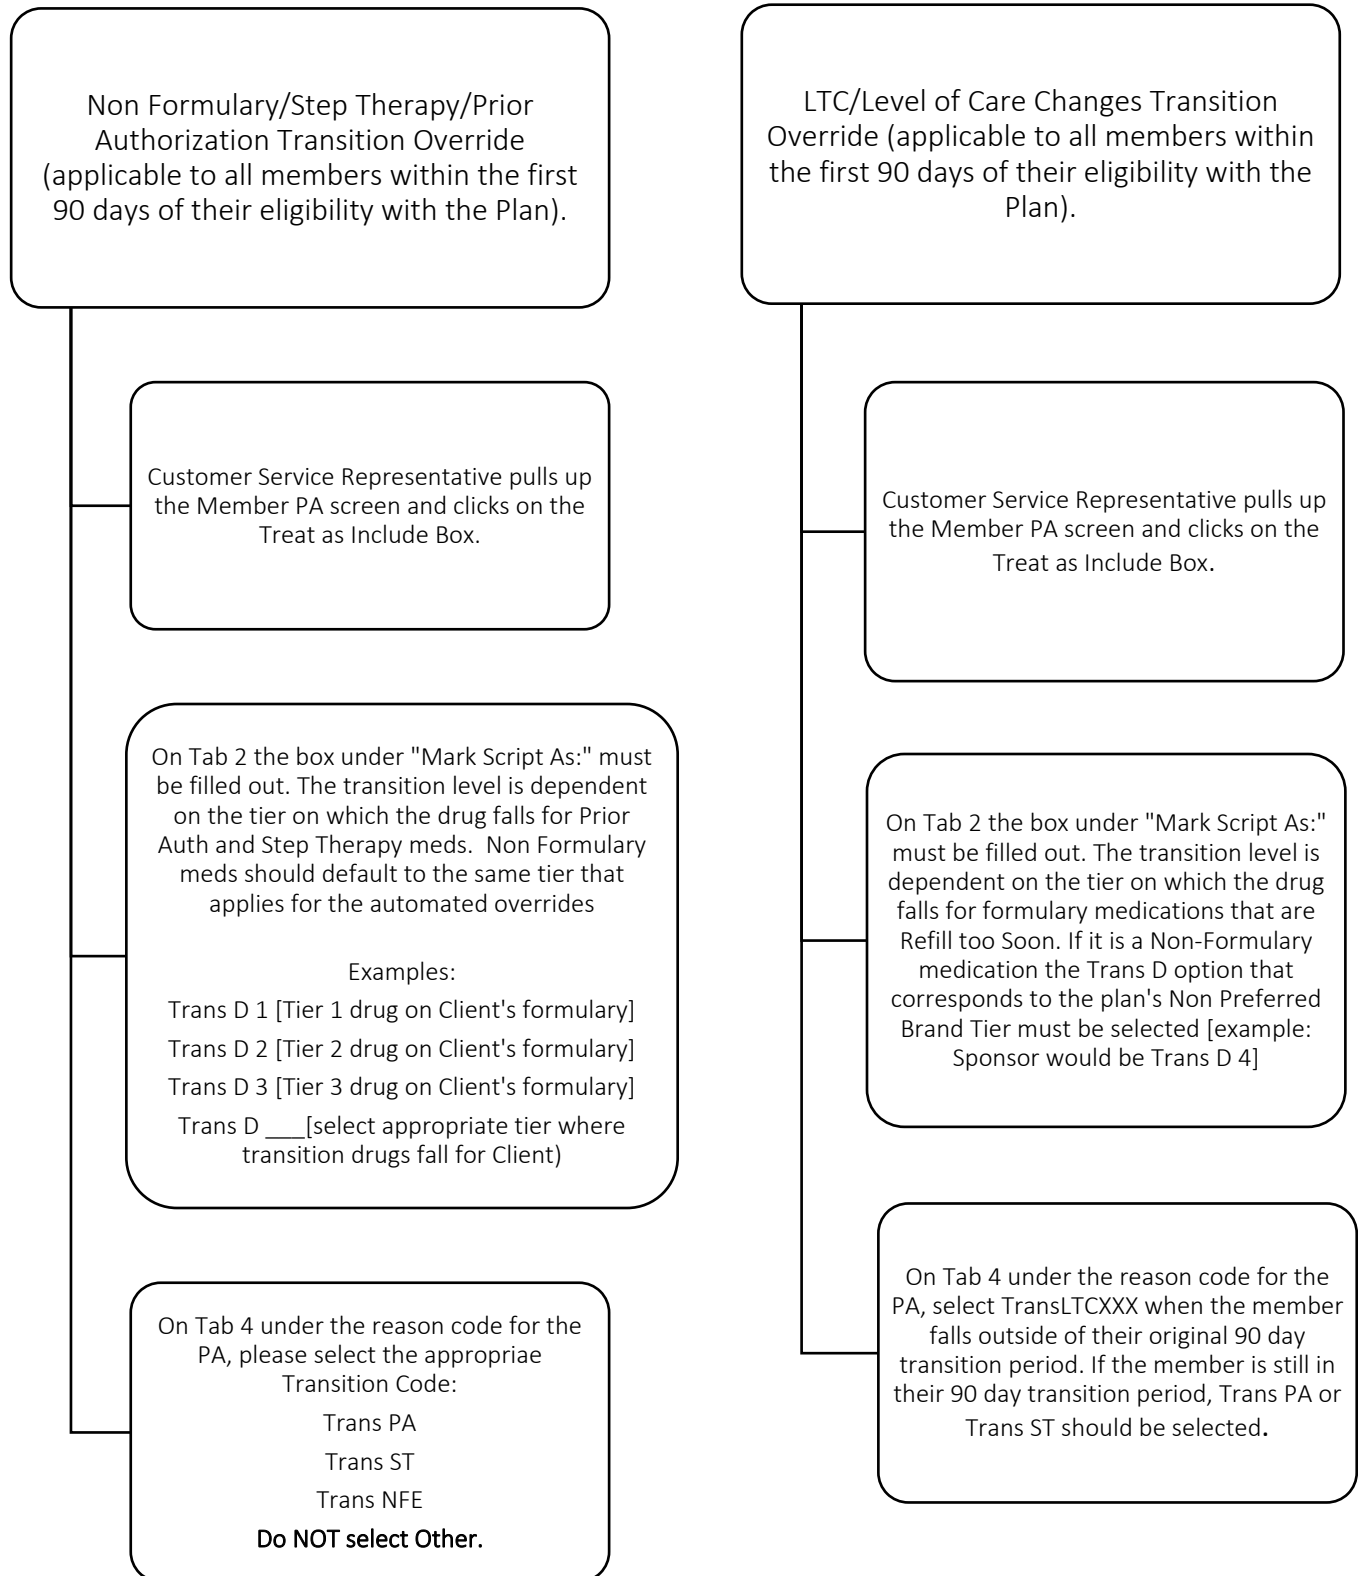 Non Formulary/Step Therapy/Prior
Authorization Transition Override
(applicable to all members within the first
90 days of their eligibility with the Plan).
Customer Service Representative pulls up
the Member PA screen and clicks on the
Treat as Include Box.
On Tab 2 the box under "Mark Script As:" must
be filled out. The transition level is dependent
on the tier on which the drug falls for Prior
Auth and Step Therapy meds.  Non Formulary
meds should default to the same tier that
applies for the automated overrides
Examples:
Trans D 1 [Tier 1 drug on Client's formulary]
Trans D 2 [Tier 2 drug on Client's formulary]
Trans D 3 [Tier 3 drug on Client's formulary]
Trans D ___[select appropriate tier where
transition drugs fall for Client)
On Tab 4 under the reason code for the
PA, please select the appropriae
Transition Code:
Trans PA
Trans ST
Trans NFE
Do NOT select Other.
LTC/Level of Care Changes Transition
Override (applicable to all members within
the first 90 days of their eligibility with the
Plan).
Customer Service Representative pulls up
the Member PA screen and clicks on the
Treat as Include Box.
On Tab 2 the box under "Mark Script As:"
must be filled out. The transition level is
dependent on the tier on which the drug
falls for formulary medications that are
Refill too Soon. If it is a Non-Formulary
medication the Trans D option that
corresponds to the plan's Non Preferred
Brand Tier must be selected [example:
Sponsor would be Trans D 4]
On Tab 4 under the reason code for the
PA, select TransLTCXXX when the member
falls outside of their original 90 day
transition period. If the member is still in
their 90 day transition period, Trans PA or
Trans ST should be selected.